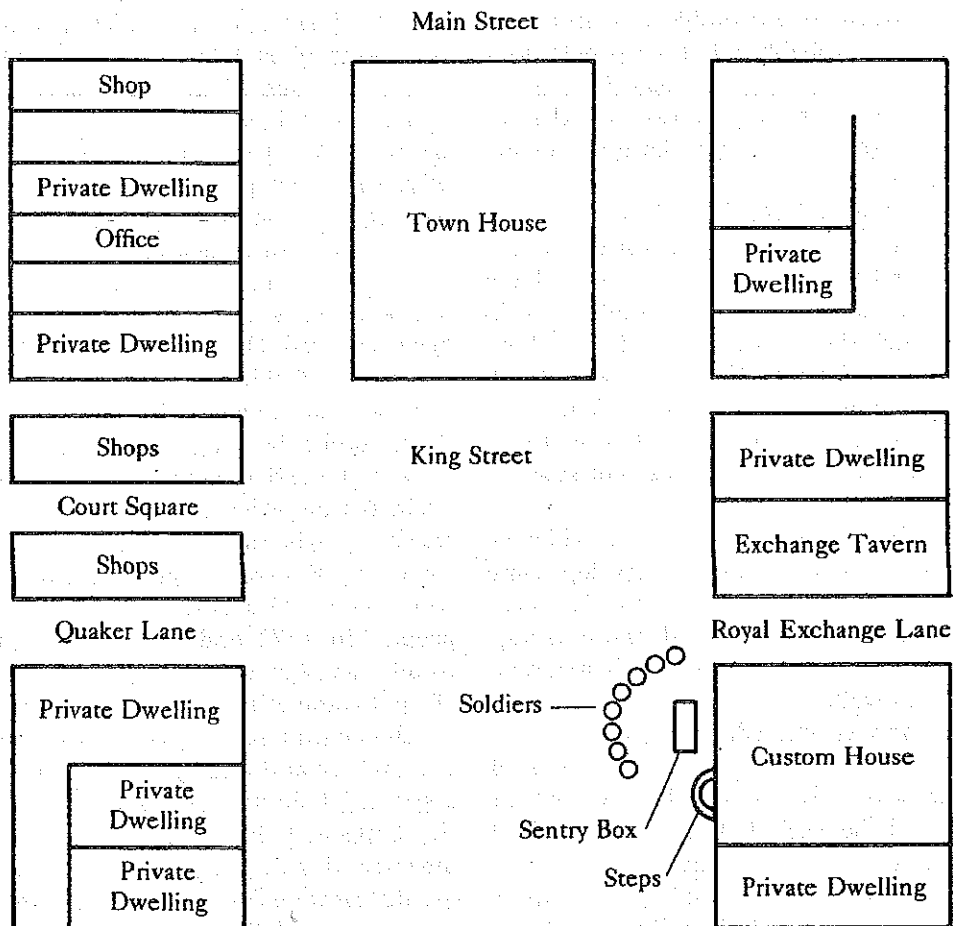 Main Street
Shop
Private Dwelling
Office
Private Dwelling
Town House
Private
Dwelling
Shops
Court Square
Shops
King Street
Private Dwelling
Exchange Tavern
Quaker Lane
Royal Exchange Lane
Private Dwelling
Private
Dwelling
Private
Dwelling
Soldiers
Sentry Box
Steps
Custom House
Private Dwelling